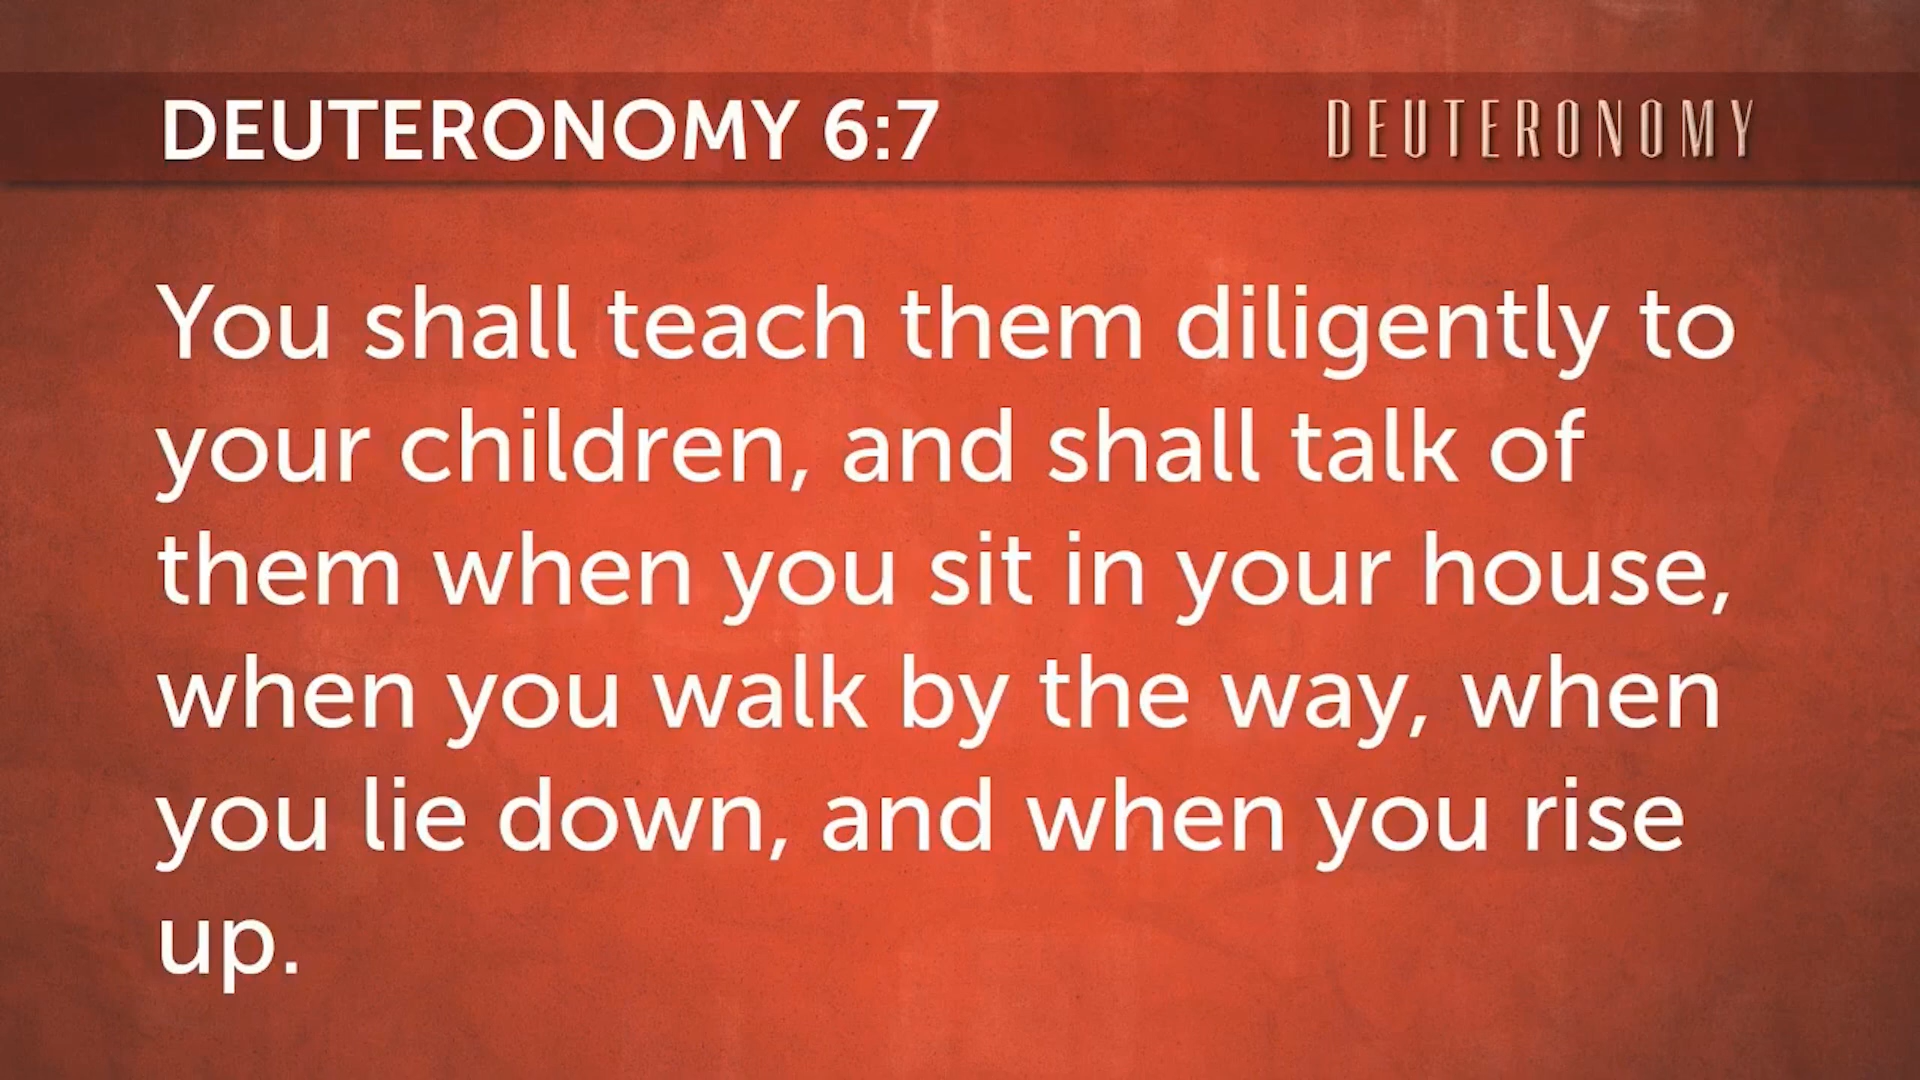 DEUTERONOMY 6:7
DEUTERONOMY
You shall teach them diligently to
your children, and shall talk of
them when you sit in your house,
when you walk by the way, when
you lie down, and when you rise
up.